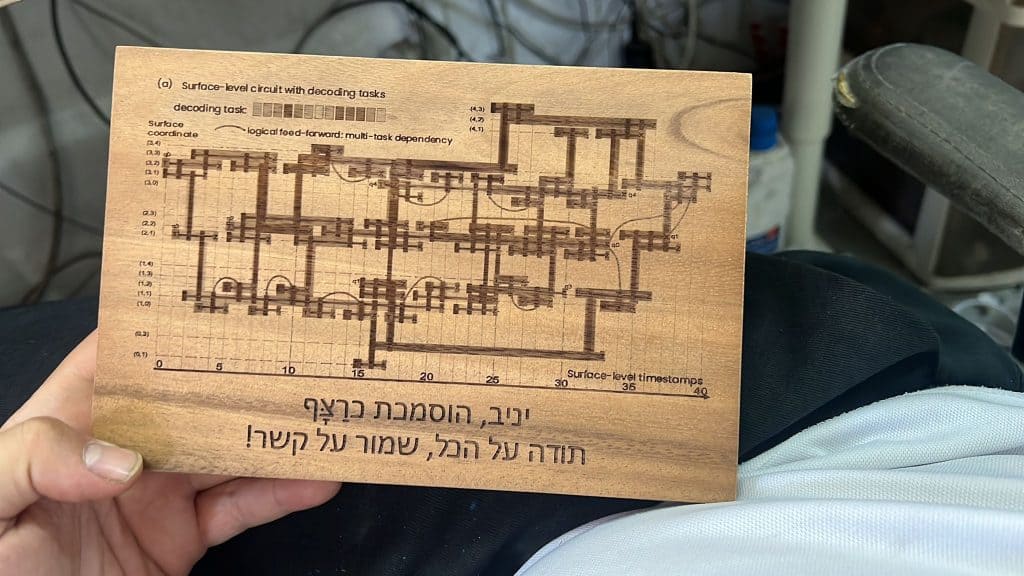 (a) Surface-level circuit with decoding tasks
decoding task:
Surface
coordinate
logical feed-forward: multi-task dependency
(4,3)
(4,2)
(4,1)
(3,4)
(3,3)
(3,2)
(3,1)
(3,0)
(2,3)
(2,2)
(2,1)
(1,4)
(1,3)
(1,2)
(1,1)
(1,0)
(0,1)
0 5 10 15 20 25 30 35 40
Surface-level timestamps
יניב, הוסמכת כרַצָּף
תודה על הכל, שמור על קשר!